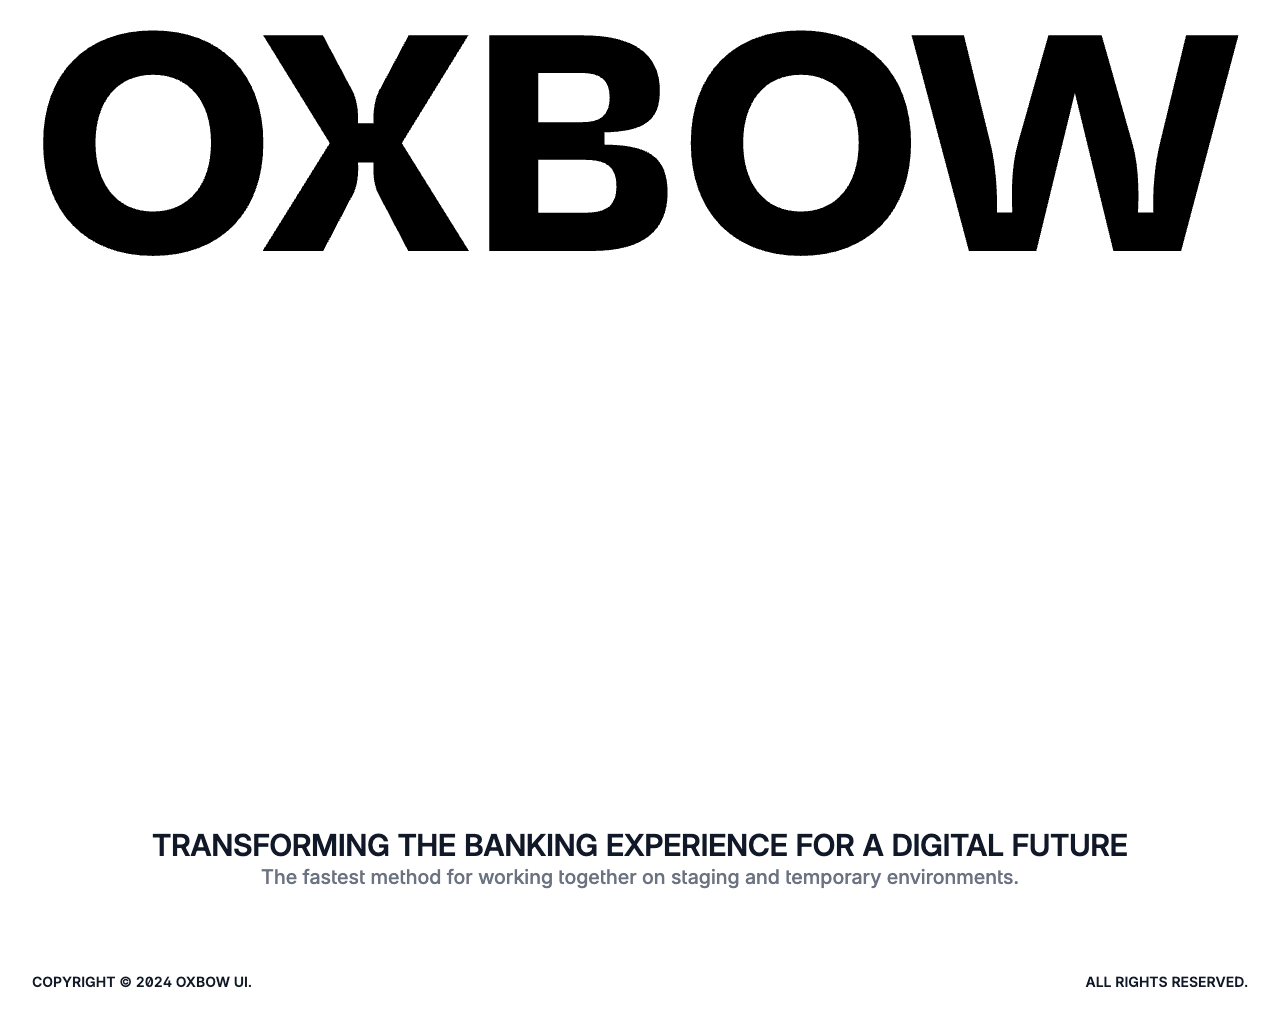 OXBOW
TRANSFORMING THE BANKING EXPERIENCE FOR A DIGITAL FUTURE
The fastest method for working together on staging and temporary environments.
COPYRIGHT © 2024 OXBOW UI.
ALL RIGHTS RESERVED.